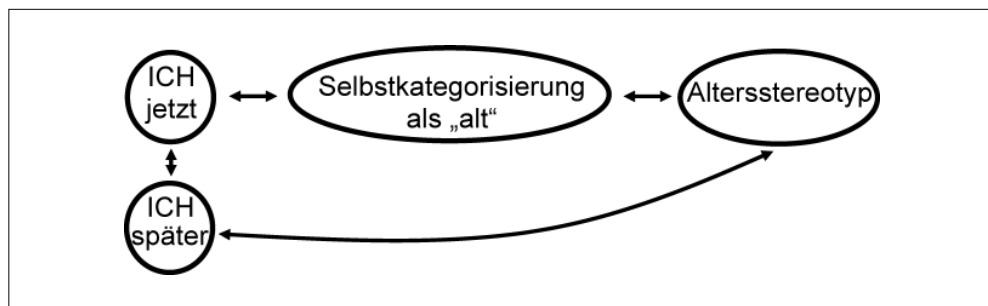 ICH
jetzt
Selbstkategorisierung
als „alt“
Altersstereotyp
ICH
später